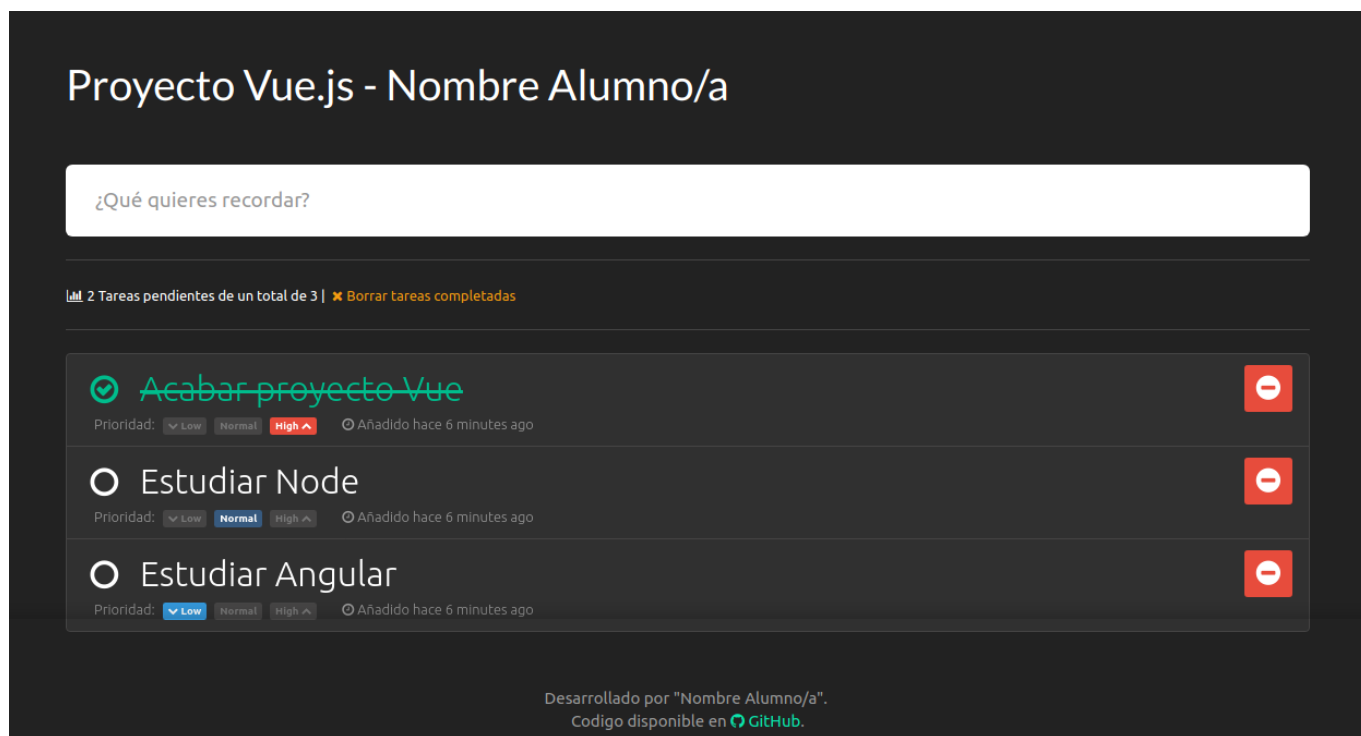 Proyecto Vue.js - Nombre Alumno/a
¿Qué quieres recordar?
2 Tareas pendientes de un total de 3 | Borrar tareas completadas
Acabar proyecto Vue
Prioridad: Low Normal High Añadido hace 6 minutes ago
Estudiar Node
Prioridad: Low Normal High Añadido hace 6 minutes ago
Estudiar Angular
Prioridad: Low Normal High Añadido hace 6 minutes ago
Desarrollado por "Nombre Alumno/a".
Codigo disponible en GitHub.